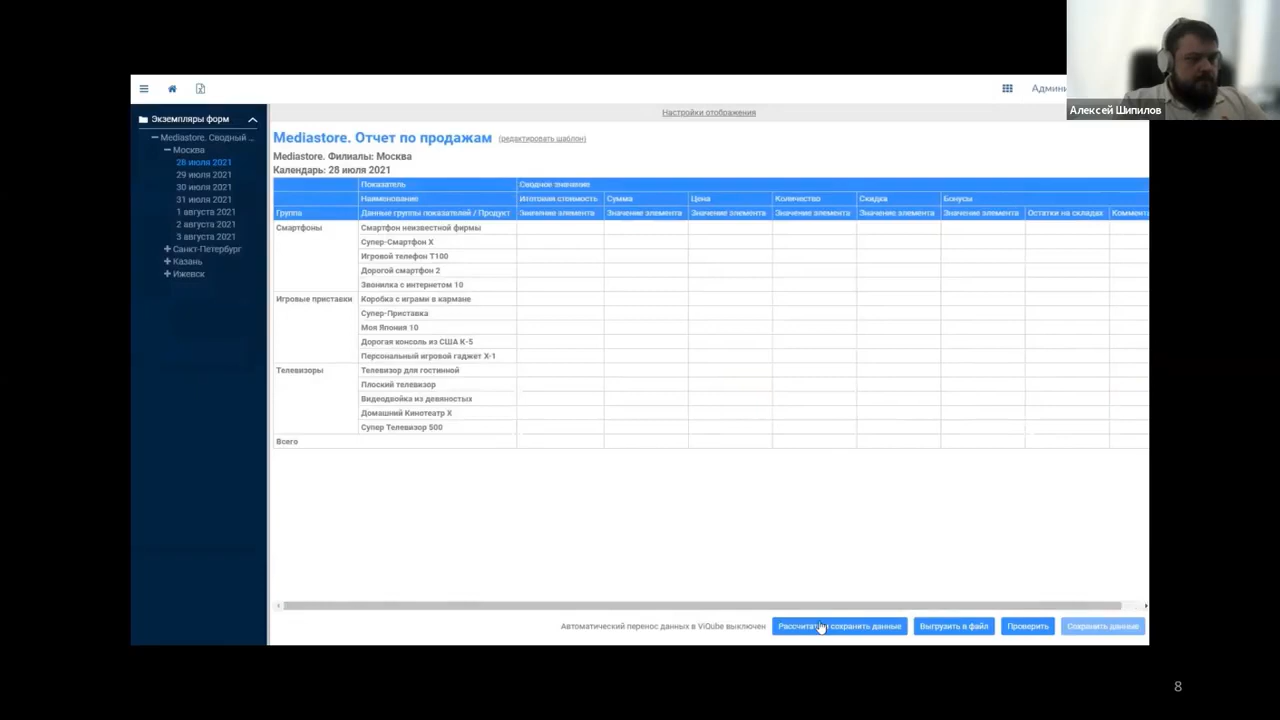 Админи
Алексей Шипилов
Экземпляры форм
Mediastore. Сводный ...
Москва
28 июля 2021
29 июля 2021
30 июля 2021
31 июля 2021
1 августа 2021
2 августа 2021
3 августа 2021
Санкт-Петербург
Казань
Ижевск
Настройки отображения
Mediastore. Отчет по продажам (редактировать шаблон)
Mediastore. Филиалы: Москва
Календарь: 28 июля 2021
Показатель Сводное значение
Наименование Итоговая стоимость Сумма Цена Количество Скидка Бонусы
Группа Данные группы показателей / Продукт Значение элемента Значение элемента Значение элемента Значение элемента Значение элемента Значение элемента Остатки на складах Коммента
Смартфоны Смартфон неизвестной фирмы
Супер-Смартфон X
Игровой телефон T100
Дорогой смартфон 2
Звонилка с интернетом 10
Игровые приставки Коробка с играми в кармане
Супер-Приставка
Моя Япония 10
Дорогая консоль из США К-5
Персональный игровой гаджет X-1
Телевизоры Телевизор для гостинной
Плоский телевизор
Видеодвойка из девяностых
Домашний Кинотеатр X
Супер Телевизор 500
Всего
Автоматический перенос данных в ViQube выключен Рассчитать сохранять данные Выгрузить в файл Проверить Сохранить данные
8